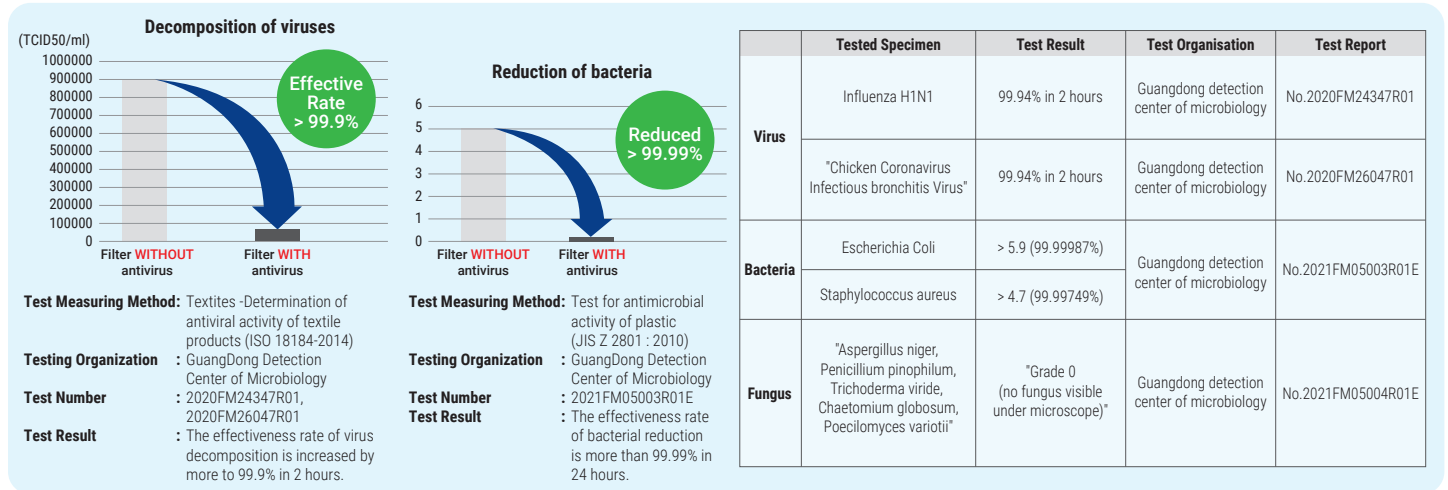 Decomposition of viruses
(TCID50/ml)
1000000
900000
800000
700000
600000
500000
400000
300000
200000
100000
0
Effective
Rate
> 99.9%
Filter WITHOUT
antivirus
Filter WITH
antivirus
Test Measuring Method: Textites -Determination of
antiviral activity of textile
products (ISO 18184-2014)
Testing Organization : GuangDong Detection
Center of Microbiology
Test Number : 2020FM24347R01,
2020FM26047R01
Test Result : The effectiveness rate of virus
decomposition is increased by
more to 99.9% in 2 hours.
Reduction of bacteria
6
5
4
3
2
1
0
Reduced
> 99.99%
Filter WITHOUT
antivirus
Filter WITH
antivirus
Test Measuring Method: Test for antimicrobial
activity of plastic
(JIS Z 2801 : 2010)
Testing Organization : GuangDong Detection
Center of Microbiology
Test Number : 2021FM05003R01E
Test Result : The effectiveness rate
of bacterial reduction
is more than 99.99% in
24 hours.
Tested Specimen Test Result Test Organisation Test Report
Virus
Influenza H1N1
99.94% in 2 hours
Guangdong detection
center of microbiology
No.2020FM24347R01
"Chicken Coronavirus
Infectious bronchitis Virus"
99.94% in 2 hours
Guangdong detection
center of microbiology
No.2020FM26047R01
Bacteria
Escherichia Coli
> 5.9 (99.99987%)
Staphylococcus aureus
> 4.7 (99.99749%)
Guangdong detection
center of microbiology
No.2021FM05003R01E
Fungus
"Aspergillus niger,
Penicillium pinophilum,
Trichoderma viride,
Chaetomium globosum,
Poecilomyces variotii"
"Grade 0
(no fungus visible
under microscope)"
Guangdong detection
center of microbiology
No.2021FM05004R01E